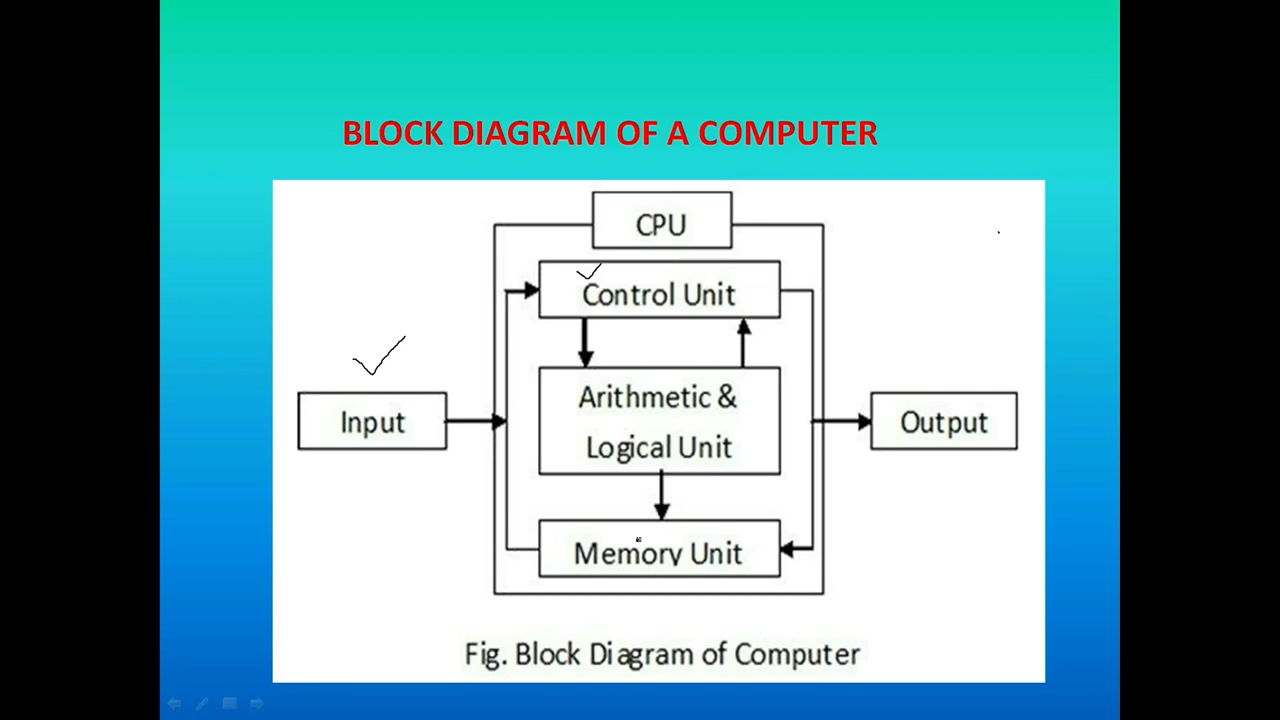 BLOCK DIAGRAM OF A COMPUTER
CPU
Control Unit
Input
Arithmetic &
Logical Unit
Output
Memory Unit
Fig. Block Diagram of Computer